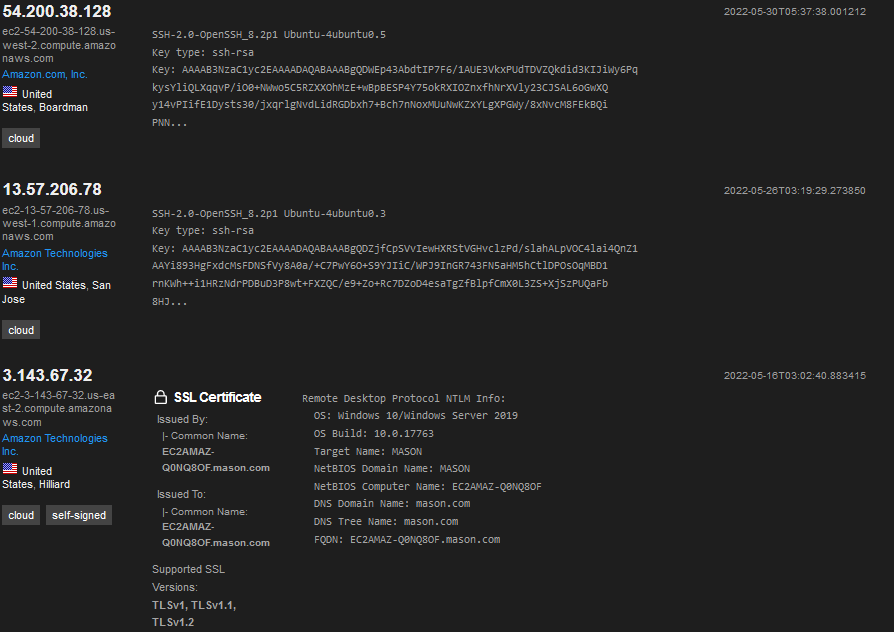 54.200.38.128
2022-05-30T05:37:38.001212
ec2-54-200-38-128.us-
west-2.compute.amazo
naws.com
Amazon.com, Inc.
United
States, Boardman
cloud
SSH-2.0-OpenSSH_8.2p1 Ubuntu-4ubuntu0.5
Key type: ssh-rsa
Key: AAAAB3NzaC1yc2EAAAADAQABAAABgQDWEp43AbdtIP7F6/1AUE3VkxPUdTDVZQkdid3KIJiWy6Pq
kysYliQLXqqvP/iO0+NWwo5C5RZXXOhMzE+wBpBESP4Y75okRXIOZnxfhNrXVly23CJSAL6oGwXQ
y14vPIifE1Dysts30/jxqrlgNvdLidRGDbxh7+Bch7nNoxMUuNwKZxYLgXPGWy/8xNvcM8FEkBQi
PNN...
13.57.206.78
2022-05-26T03:19:29.273850
ec2-13-57-206-78.us-
west-1.compute.amazo
naws.com
Amazon Technologies
Inc.
United States, San
Jose
cloud
SSH-2.0-OpenSSH_8.2p1 Ubuntu-4ubuntu0.3
Key type: ssh-rsa
Key: AAAAB3NzaC1yc2EAAAADAQABAAABgQDZjfCpSVvIewHXRStVGHvclzPd/slahALpVOC4lai4QnZ1
AAYi893HgFxdcMsFDNSfVy8A0a/+C7PwY6O+S9YJIiC/WPJ9InGR743FN5aHM5hCtlDPOsOqMBD1
rnKWh++i1HRzNdrPDBuD3P8wt+FXZQC/e9+Zo+Rc7DZoD4esaTgZfBlpfCmX0L3ZS+XjSzPUQaFb
8HJ...
3.143.67.32
2022-05-16T03:02:40.883415
ec2-3-143-67-32.us-ea
st-2.compute.amazona
ws.com
Amazon Technologies
Inc.
United
States, Hilliard
cloud
self-signed
SSL Certificate
Issued By:
|- Common Name:
EC2AMAZ-
Q0NQ8OF.mason.com
Issued To:
|- Common Name:
EC2AMAZ-
Q0NQ8OF.mason.com
Supported SSL
Versions:
TLSv1, TLSv1.1,
TLSv1.2
Remote Desktop Protocol NTLM Info:
OS: Windows 10/Windows Server 2019
OS Build: 10.0.17763
Target Name: MASON
NetBIOS Domain Name: MASON
NetBIOS Computer Name: EC2AMAZ-Q0NQ8OF
DNS Domain Name: mason.com
DNS Tree Name: mason.com
FQDN: EC2AMAZ-Q0NQ8OF.mason.com